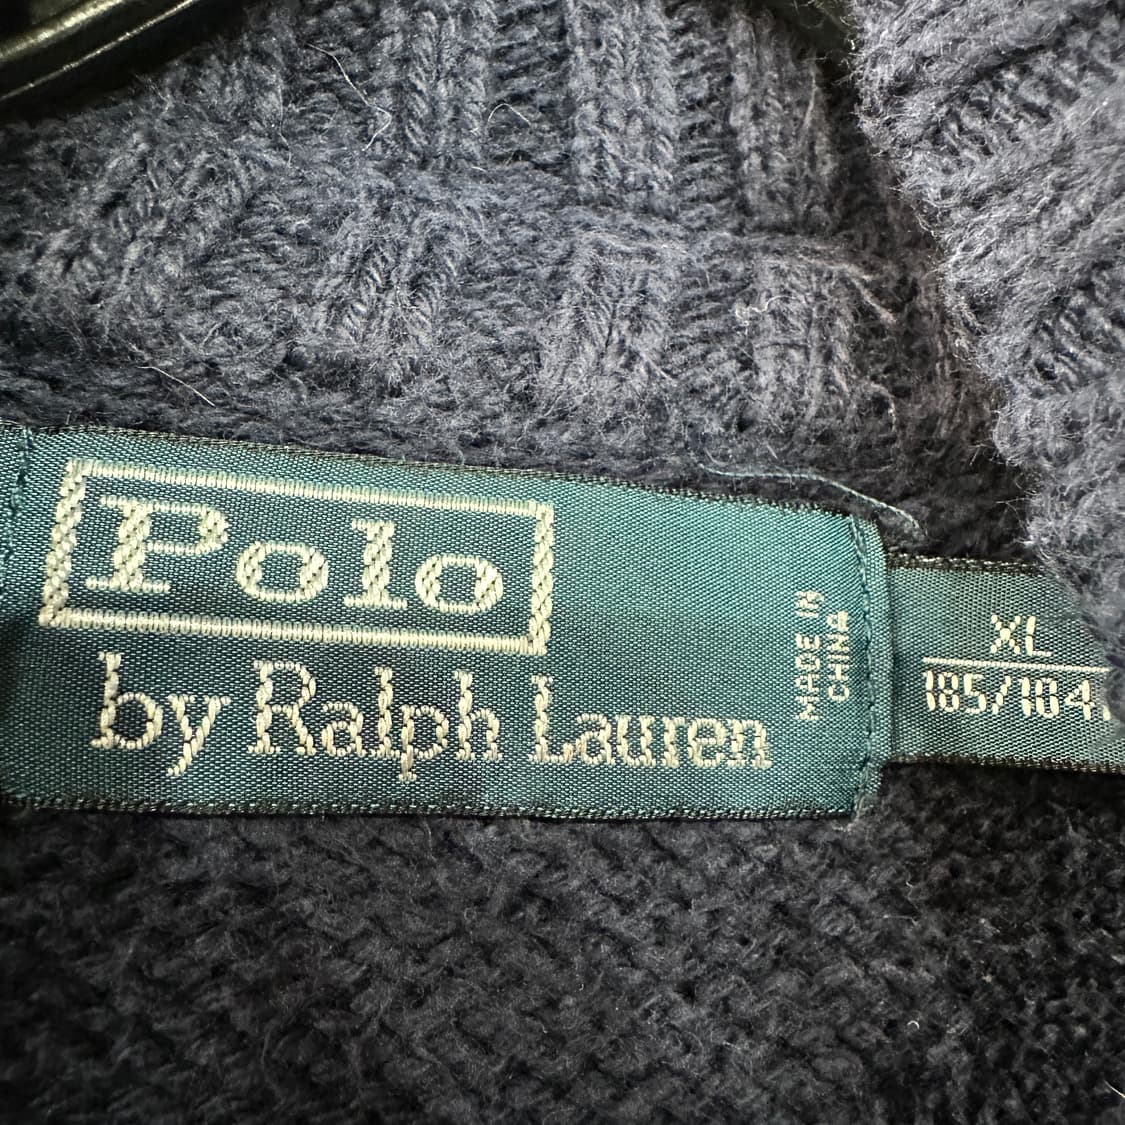 Polo
by Ralph Lauren
MADE IN
CHINA
XL
185/104